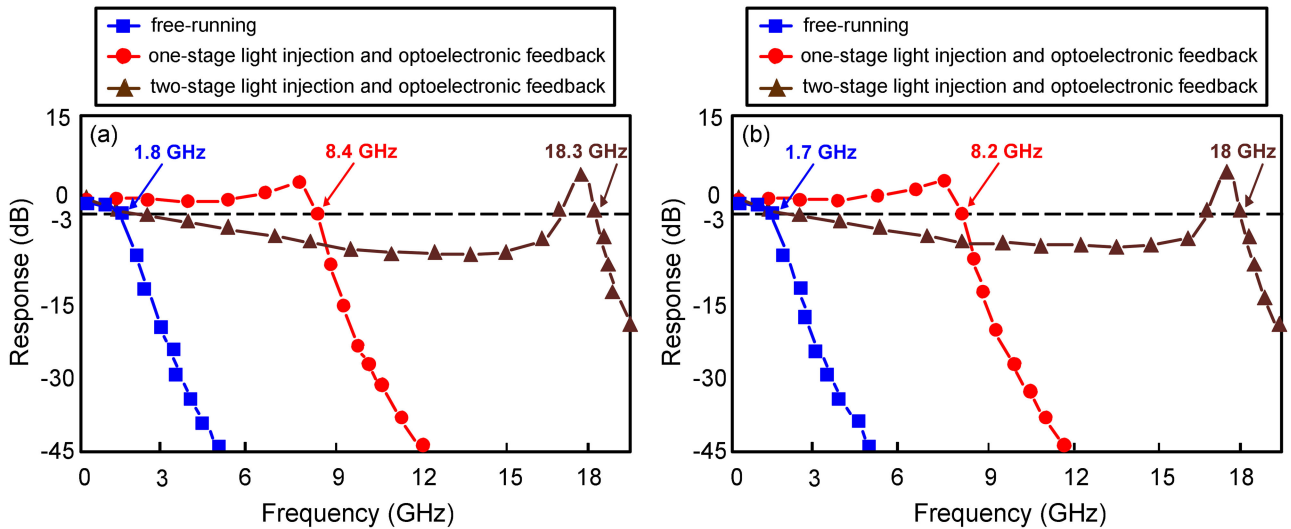 free-running
one-stage light injection and optoelectronic feedback
two-stage light injection and optoelectronic feedback
(a)
1.8 GHz
8.4 GHz
18.3 GHz
15
0
-3
-15
-30
-45
Response (dB)
0 3 6 9 12 15 18
Frequency (GHz)
free-running
one-stage light injection and optoelectronic feedback
two-stage light injection and optoelectronic feedback
(b)
1.7 GHz
8.2 GHz
18 GHz
15
0
-3
-15
-30
-45
Response (dB)
0 3 6 9 12 15 18
Frequency (GHz)